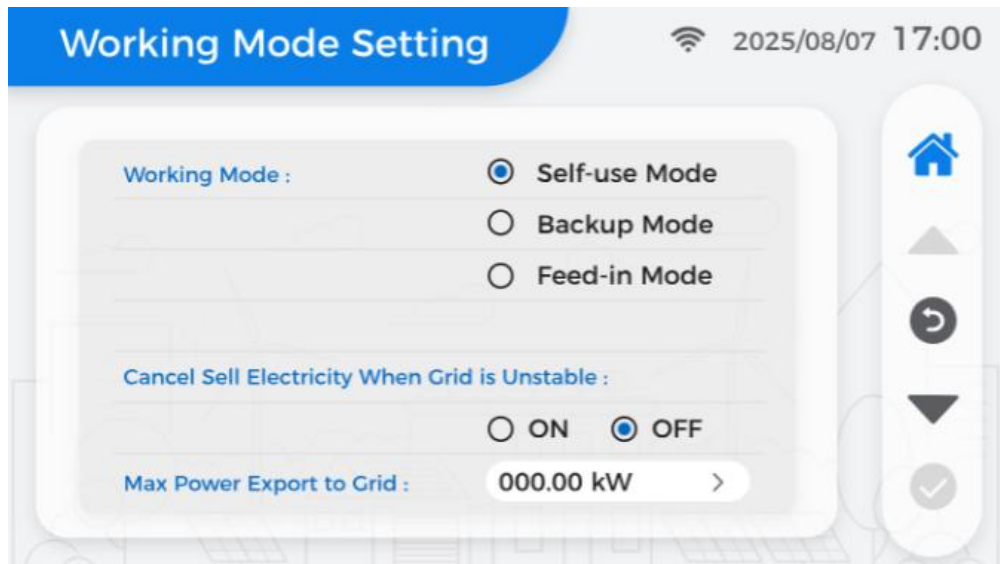 Working Mode Setting 2025/08/07 17:00
Working Mode : Self-use Mode
Backup Mode
Feed-in Mode
Cancel Sell Electricity When Grid is Unstable :
ON OFF
Max Power Export to Grid : 000.00 kW >